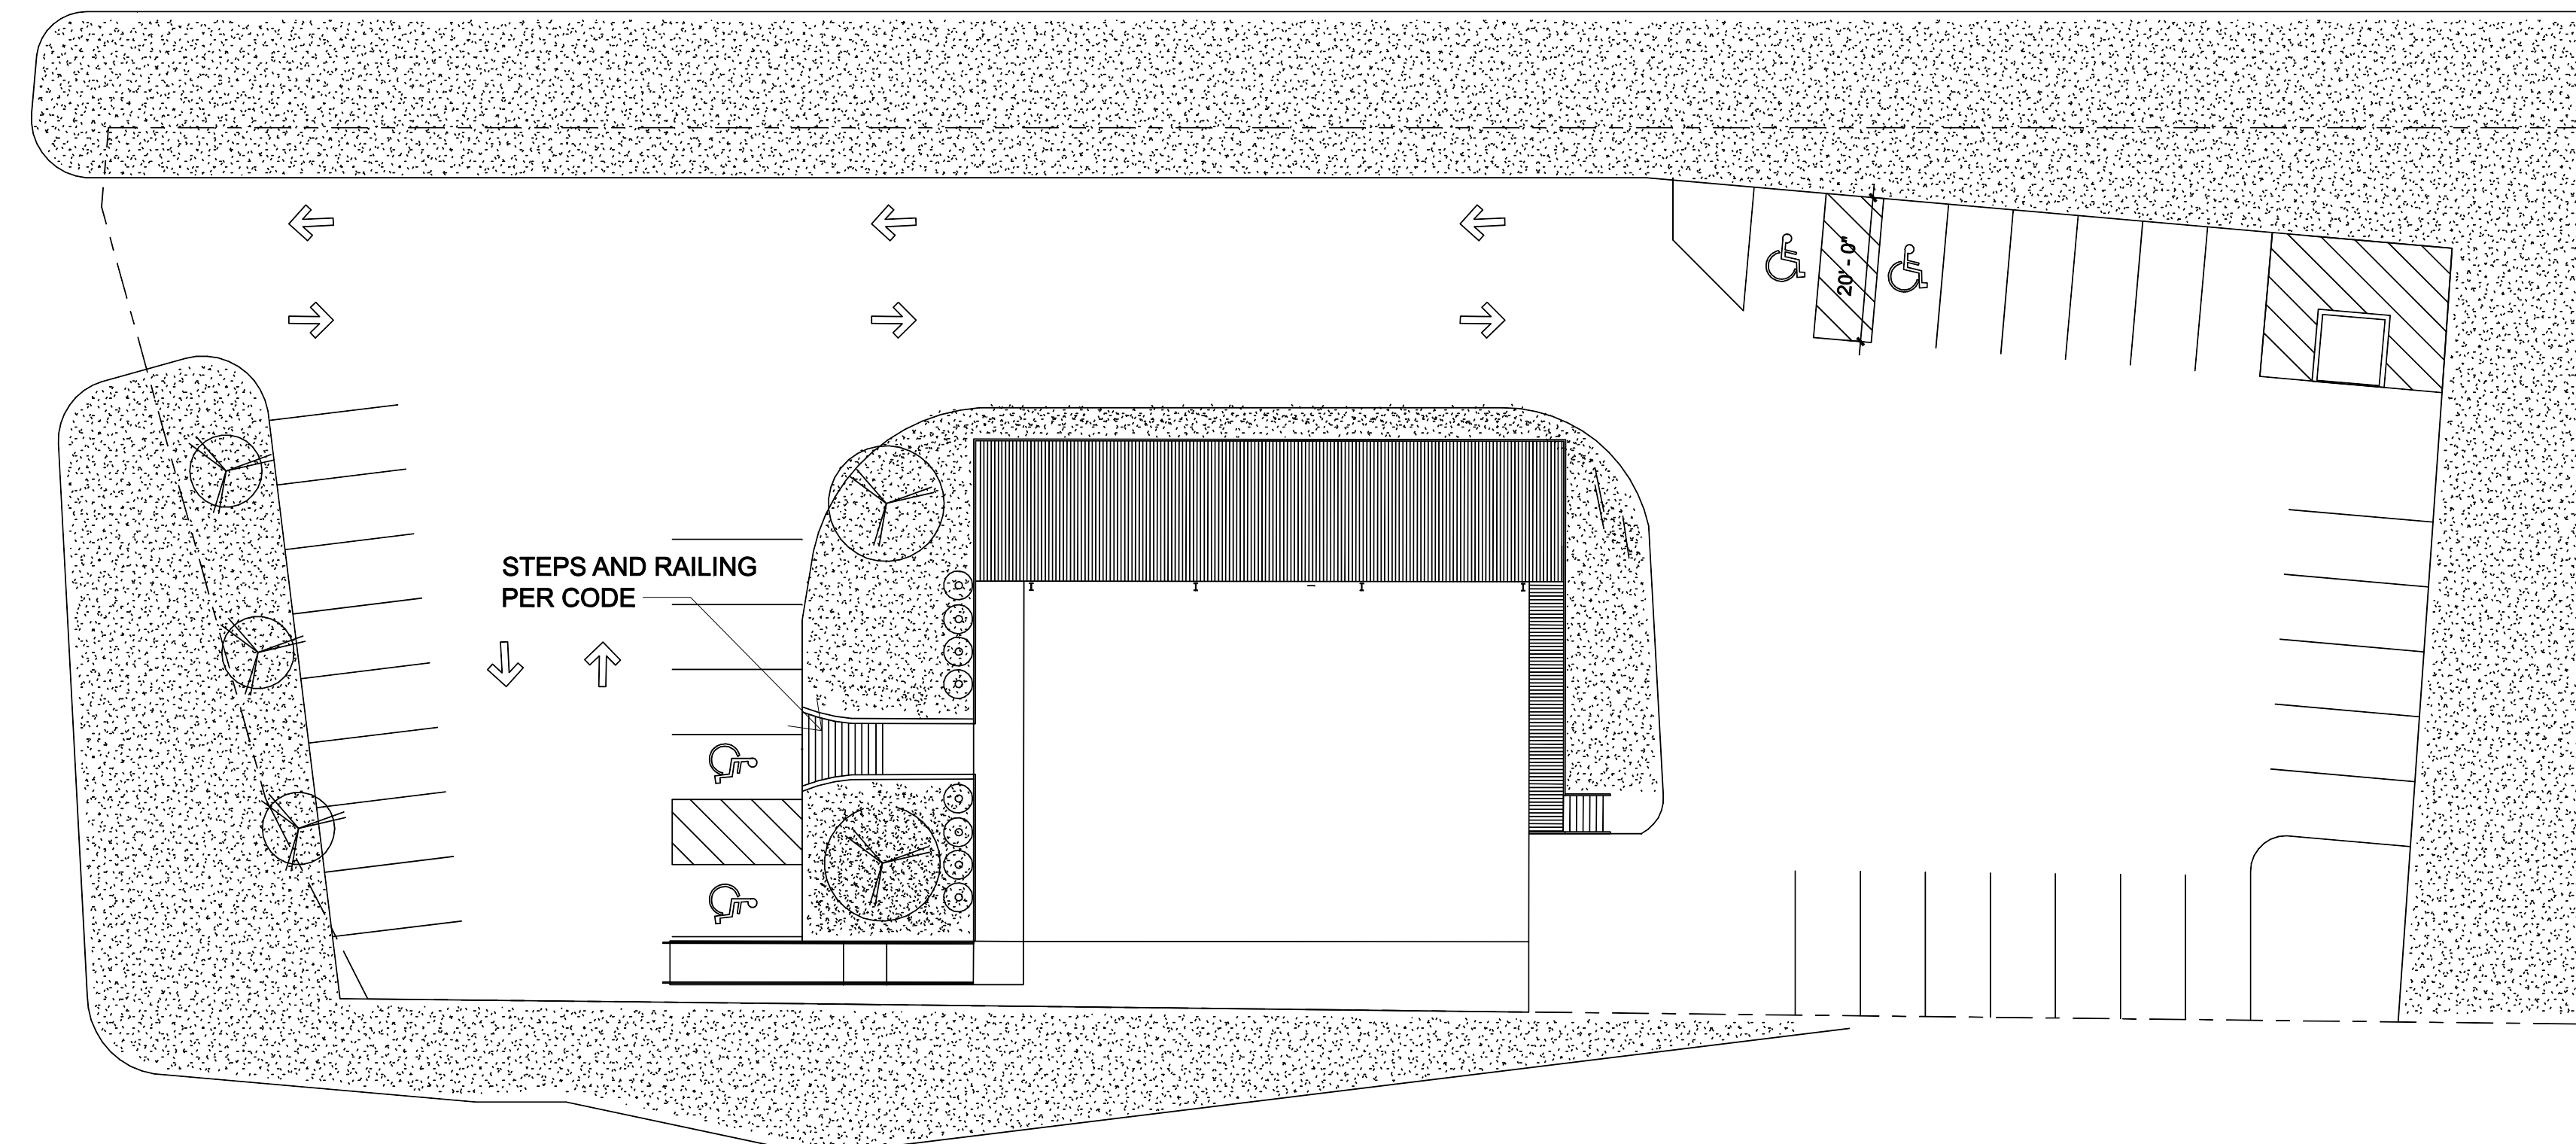 20' - 0"
STEPS AND RAILING
PER CODE